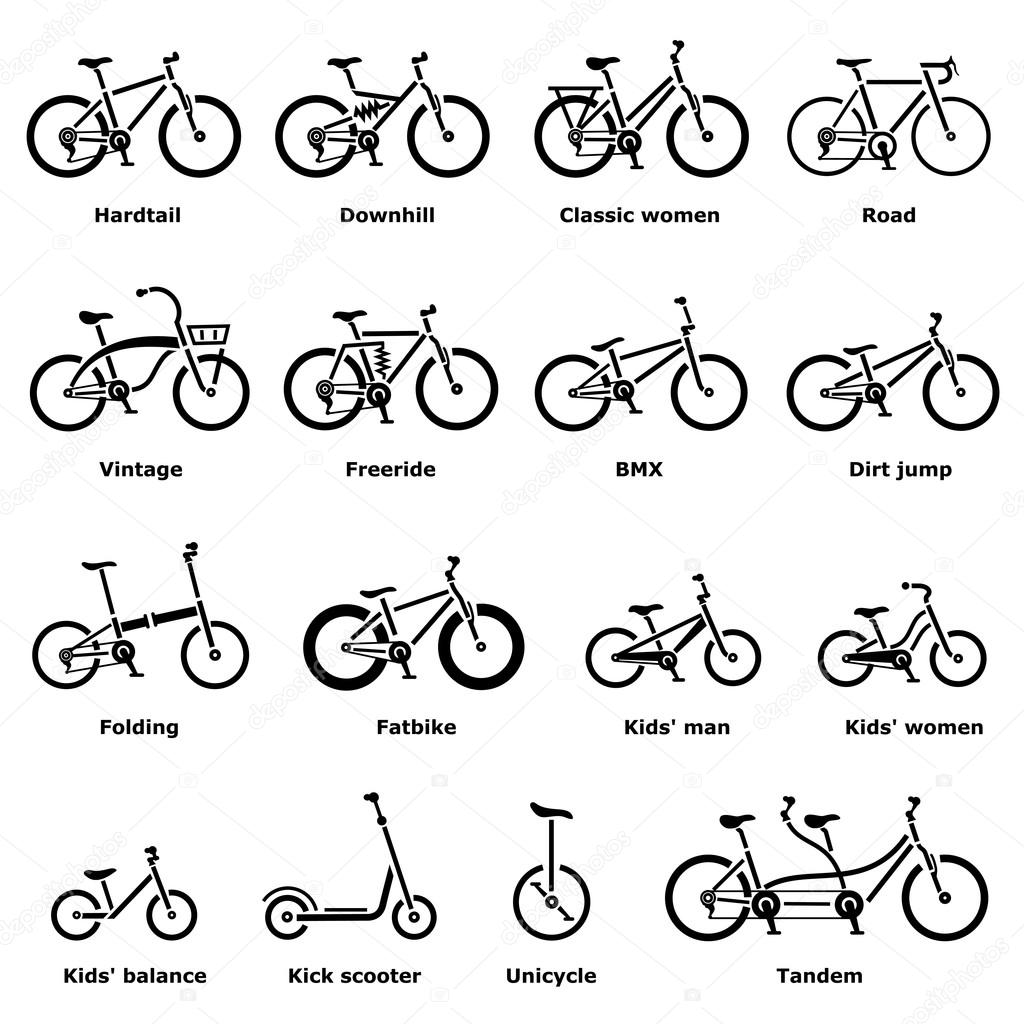 Hardtail
Downhill
Classic women
Road
Vintage
Freeride
BMX
Dirt jump
Folding
Fatbike
Kids' man
Kids' women
Kids' balance
Kick scooter
Unicycle
Tandem
depositphotos